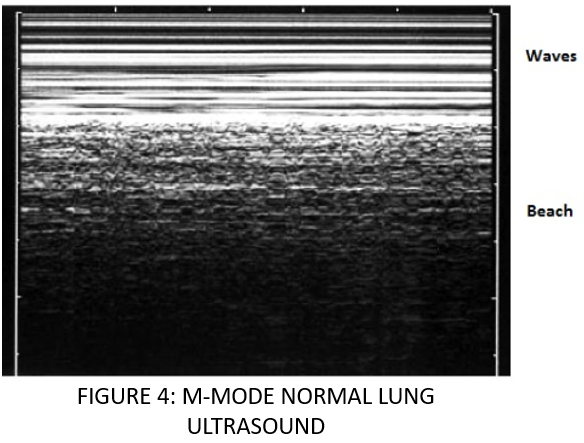 Waves
Beach
FIGURE 4: M-MODE NORMAL LUNG
ULTRASOUND